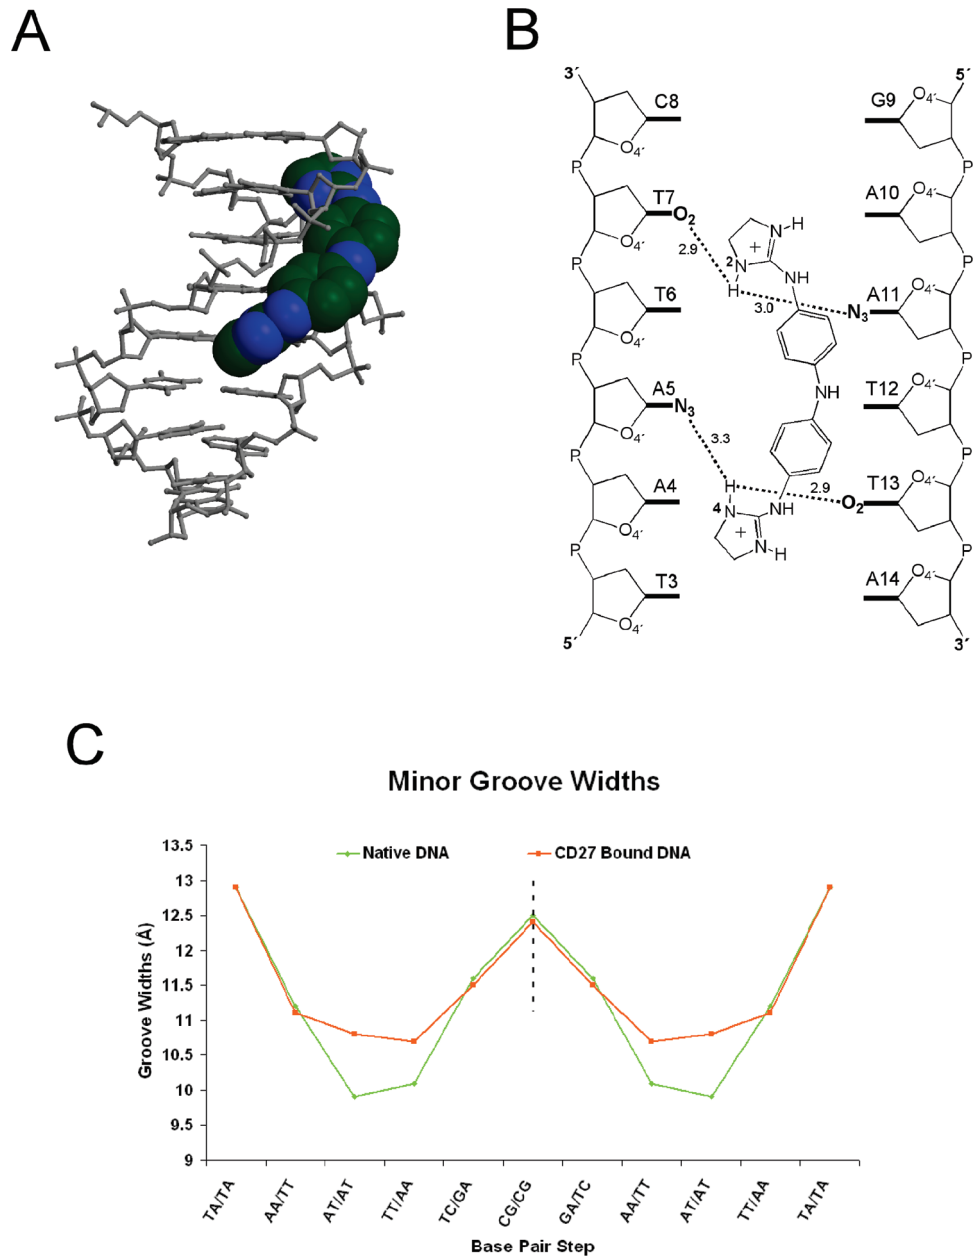 A
B
3´
5´
C8
G9
O4´
O4´
P
P
T7
O2
A10
O4´
O4´
N
H
2.9
2
N
+
H
NH
P
P
T6
3.0
N3
A11
O4´
O4´
P
P
A5
N3
NH
T12
O4´
O4´
3.3
P
P
A4
H
2.9
O2
T13
O4´
O4´
4
N
NH
+
N
H
P
P
T3
A14
O4´
O4´
5´
3´
C
Minor Groove Widths
Native DNA
CD27 Bound DNA
Groove Widths (Å)
13.5
13
12.5
12
11.5
11
10.5
10
9.5
9
TA/TA
AA/TT
AT/AT
TT/AA
TC/GA
CG/CG
GA/TC
AA/TT
AT/AT
TT/AA
TA/TA
Base Pair Step